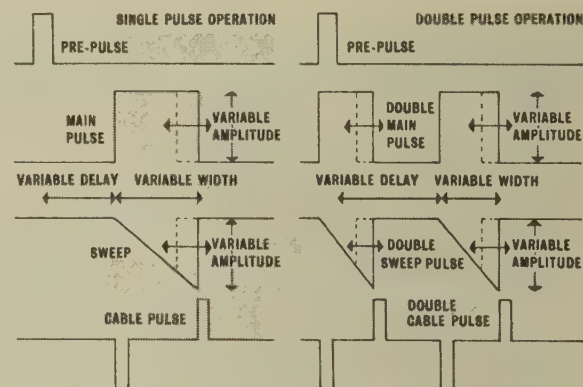 SINGLE PULSE OPERATION
PRE-PULSE
MAIN
PULSE
VARIABLE
AMPLITUDE
VARIABLE DELAY
VARIABLE WIDTH
SWEEP
VARIABLE
AMPLITUDE
CABLE PULSE
DOUBLE PULSE OPERATION
PRE-PULSE
DOUBLE
MAIN
PULSE
VARIABLE
AMPLITUDE
VARIABLE DELAY
VARIABLE WIDTH
DOUBLE
SWEEP PULSE
VARIABLE
AMPLITUDE
DOUBLE
CABLE PULSE